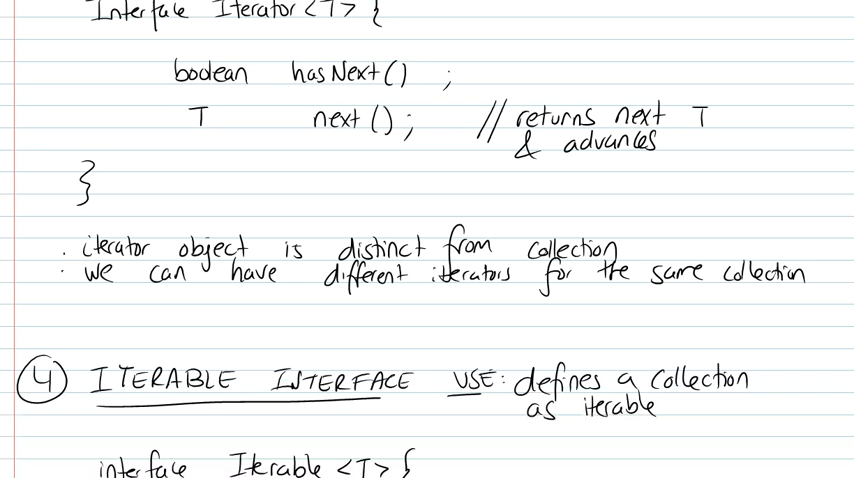 Interface Iterator<T> {
boolean hasNext() ;
T next(); // returns next T
& advances
}
. iterator object is distinct from collection
. we can have different iterators for the same collection
4 ITERABLE INTERFACE USE: defines a collection
as iterable
interface Iterable <T> {